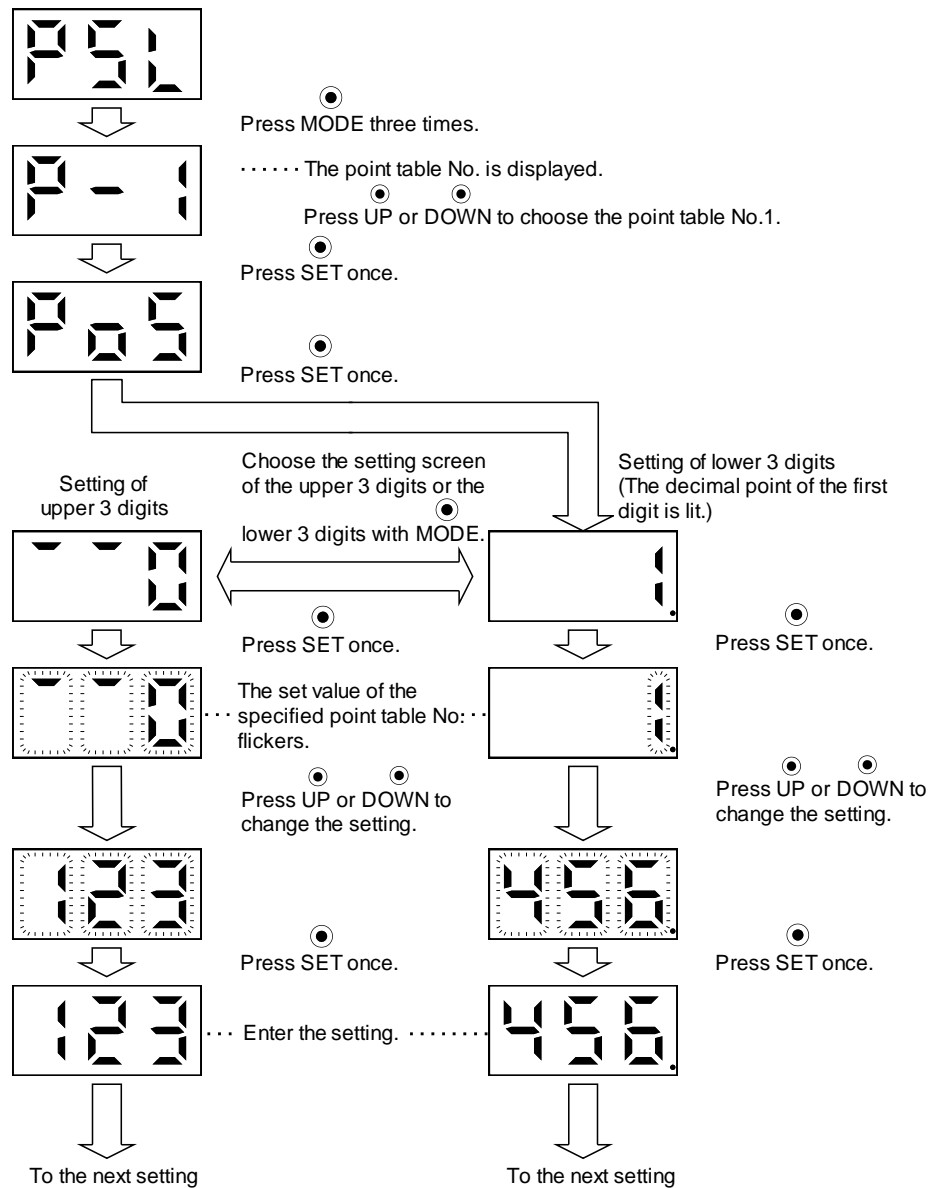 PSL
Press MODE three times.
P-1
······ The point table No. is displayed.
Press UP or DOWN to choose the point table No.1.
Press SET once.
PoS
Press SET once.
Setting of
upper 3 digits
Choose the setting screen
of the upper 3 digits or the
lower 3 digits with MODE.
Setting of lower 3 digits
(The decimal point of the first
digit is lit.)
‾‾0
1.
Press SET once.
Press SET once.
‾‾0
The set value of the
specified point table No.
flickers.
1.
Press UP or DOWN to
change the setting.
Press UP or DOWN to
change the setting.
123
456.
Press SET once.
Press SET once.
123
··· Enter the setting. ········
456.
To the next setting
To the next setting